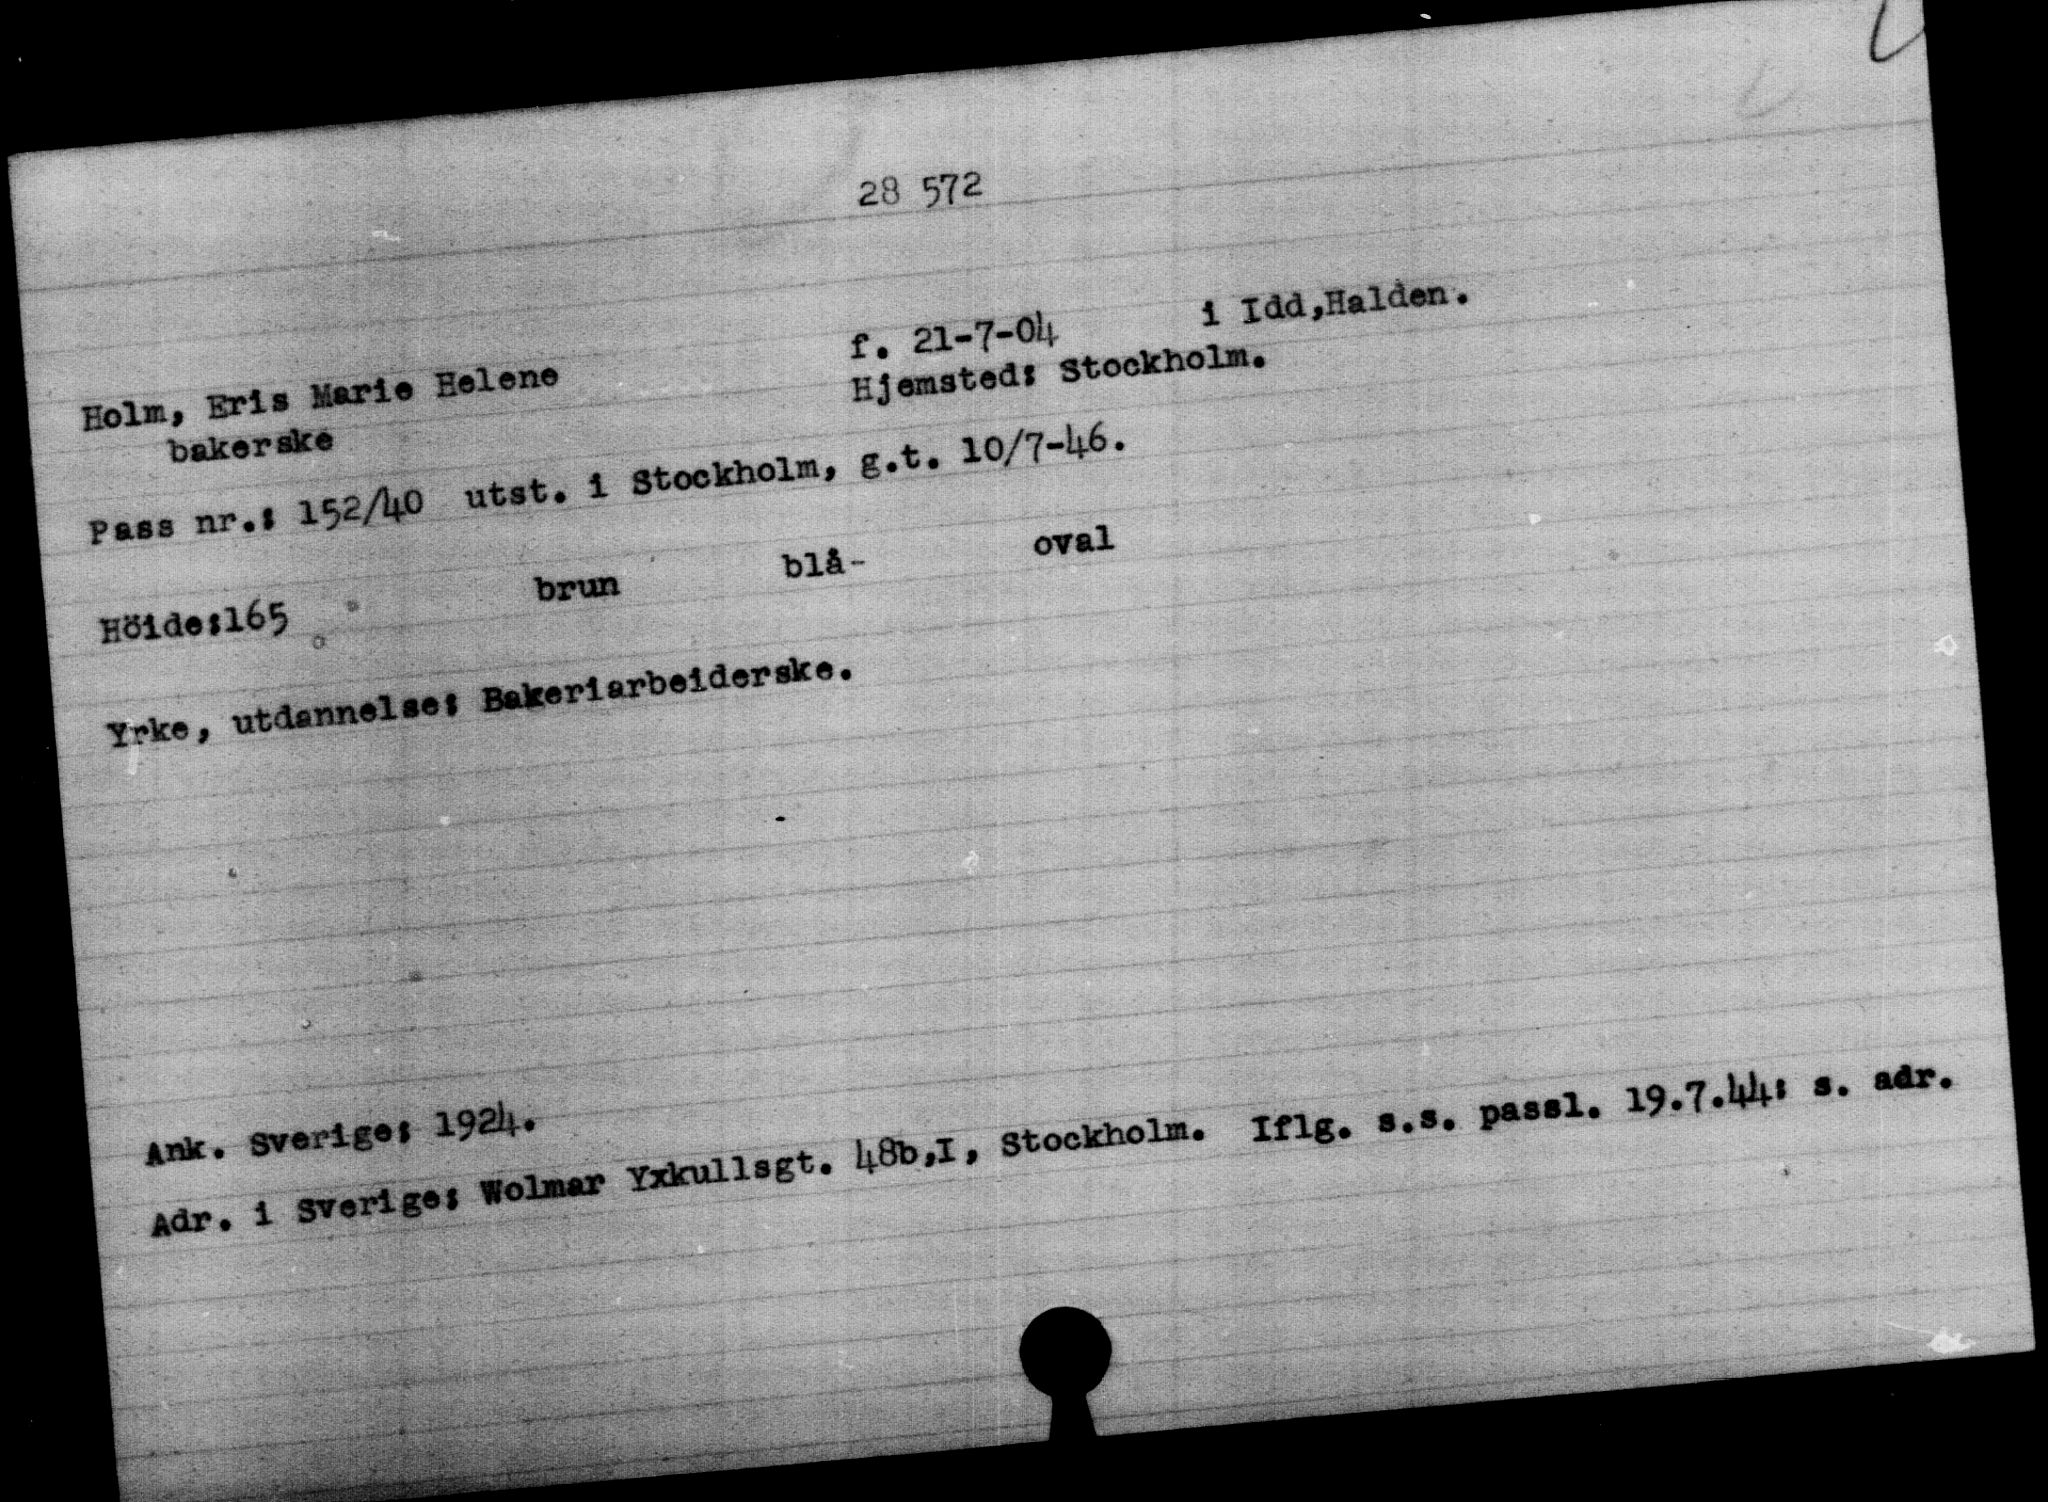 28 572
Holm, Eris Marie Helene f. 21-7-04 i Idd,Halden.
bakerske Hjemsted: Stockholm.
Pass nr.: 152/40 utst. i Stockholm, g.t. 10/7-46.
Höide:165 brun blå- oval
Yrke, utdannelse: Bakeriarbeiderske.
Ank. Sverige: 1924.
Adr. i Sverige: Wolmar Yxkullsgt. 48b,I, Stockholm. Iflg. s.s. passl. 19.7.44: s. adr.